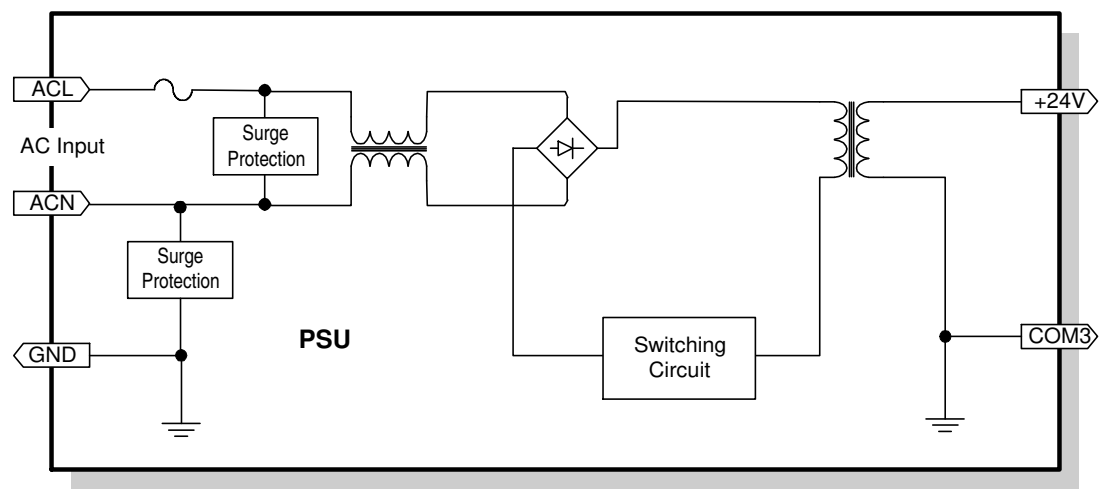 ACL
+24V
AC Input
Surge
Protection
ACN
Surge
Protection
PSU
GND
Switching
Circuit
COM3